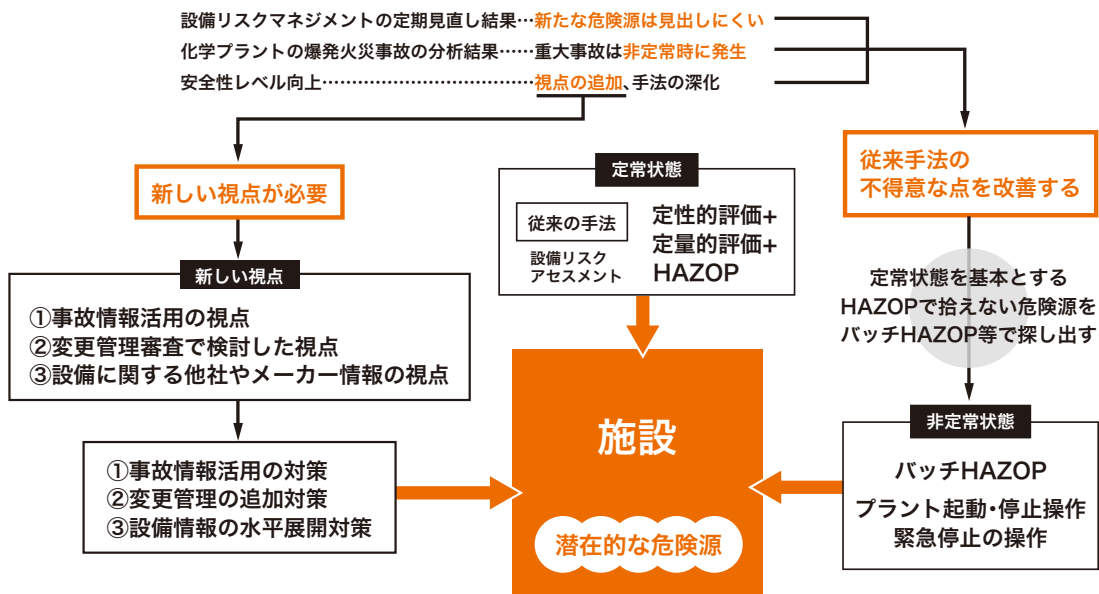 設備リスクマネジメントの定期見直し結果…新たな危険源は見出しにくい
化学プラントの爆発火災事故の分析結果……重大事故は非定常時に発生
安全性レベル向上……………………………視点の追加、手法の深化
新しい視点が必要
新しい視点
①事故情報活用の視点
②変更管理審査で検討した視点
③設備に関する他社やメーカー情報の視点
①事故情報活用の対策
②変更管理の追加対策
③設備情報の水平展開対策
定常状態
従来の手法
設備リスク
アセスメント
定性的評価+
定量的評価+
HAZOP
施設
潜在的な危険源
従来手法の
不得意な点を改善する
定常状態を基本とする
HAZOPで拾えない危険源を
バッチHAZOP等で探し出す
非定常状態
バッチHAZOP
プラント起動・停止操作
緊急停止の操作